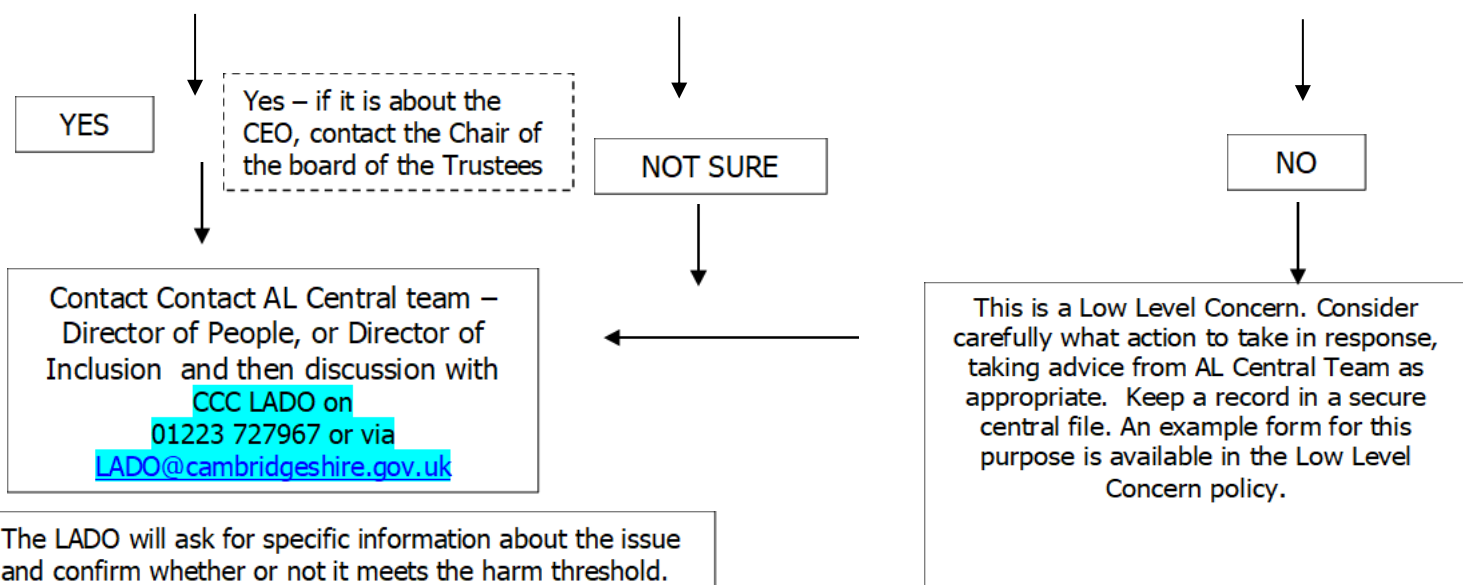 YES
Yes – if it is about the
CEO, contact the Chair of
the board of the Trustees
NOT SURE
NO
Contact Contact AL Central team –
Director of People, or Director of
Inclusion and then discussion with
CCC LADO on
01223 727967 or via
LADO@cambridgeshire.gov.uk
This is a Low Level Concern. Consider
carefully what action to take in response,
taking advice from AL Central Team as
appropriate. Keep a record in a secure
central file. An example form for this
purpose is available in the Low Level
Concern policy.
The LADO will ask for specific information about the issue
and confirm whether or not it meets the harm threshold.